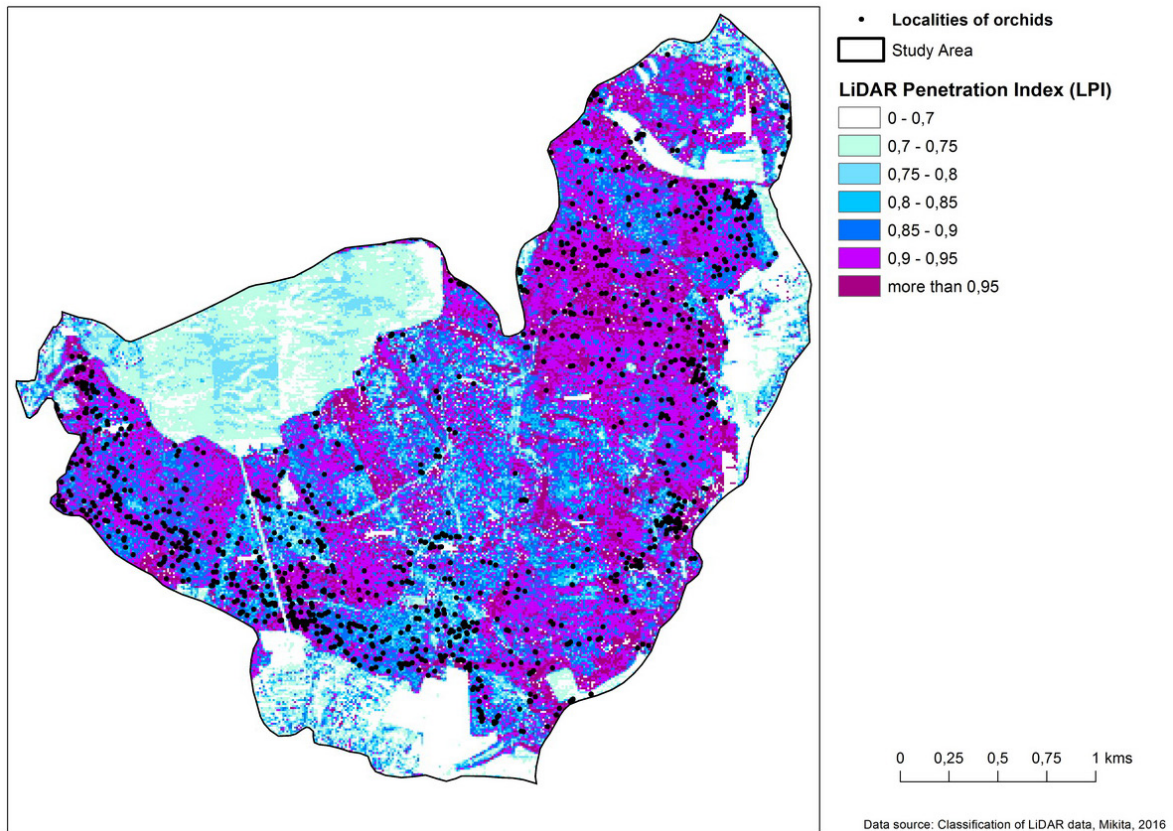 Localities of orchids
Study Area
LiDAR Penetration Index (LPI)
0 - 0,7
0,7 - 0,75
0,75 - 0,8
0,8 - 0,85
0,85 - 0,9
0,9 - 0,95
more than 0,95
0 0,25 0,5 0,75 1 kms
Data source: Classification of LiDAR data, Mikita, 2016